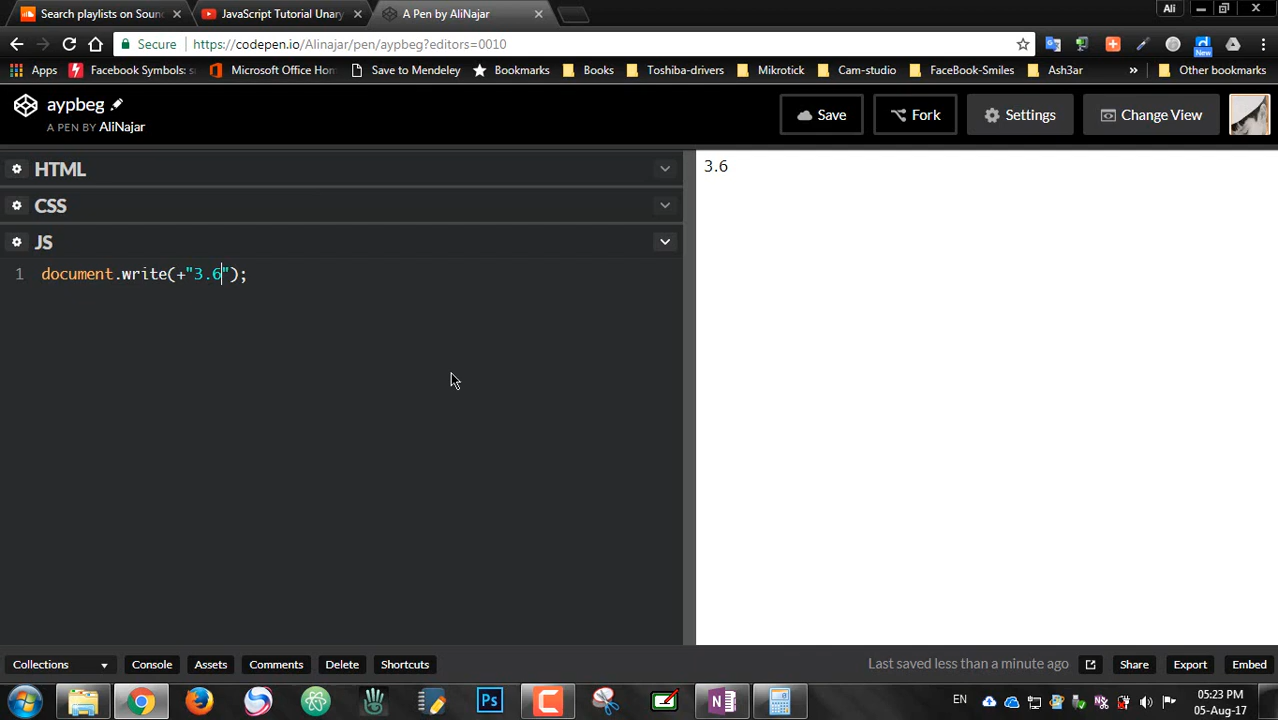 Search playlists on Soun
JavaScript Tutorial Unary
A Pen by AliNajar
Ali
Secure
https://codepen.io/Alinajar/pen/aypbeg?editors=0010
New
Apps
Facebook Symbols: s
Microsoft Office Hom
Save to Mendeley
Bookmarks
Books
Toshiba-drivers
Mikrotick
Cam-studio
FaceBook-Smiles
Ash3ar
»
Other bookmarks
aypbeg
A PEN BY AliNajar
Save
Fork
Settings
Change View
HTML
CSS
JS
1 document.write(+"3.6");
3.6
Collections
Console
Assets
Comments
Delete
Shortcuts
Last saved less than a minute ago
Share
Export
Embed
Ps
N
EN
05:23 PM
05-Aug-17